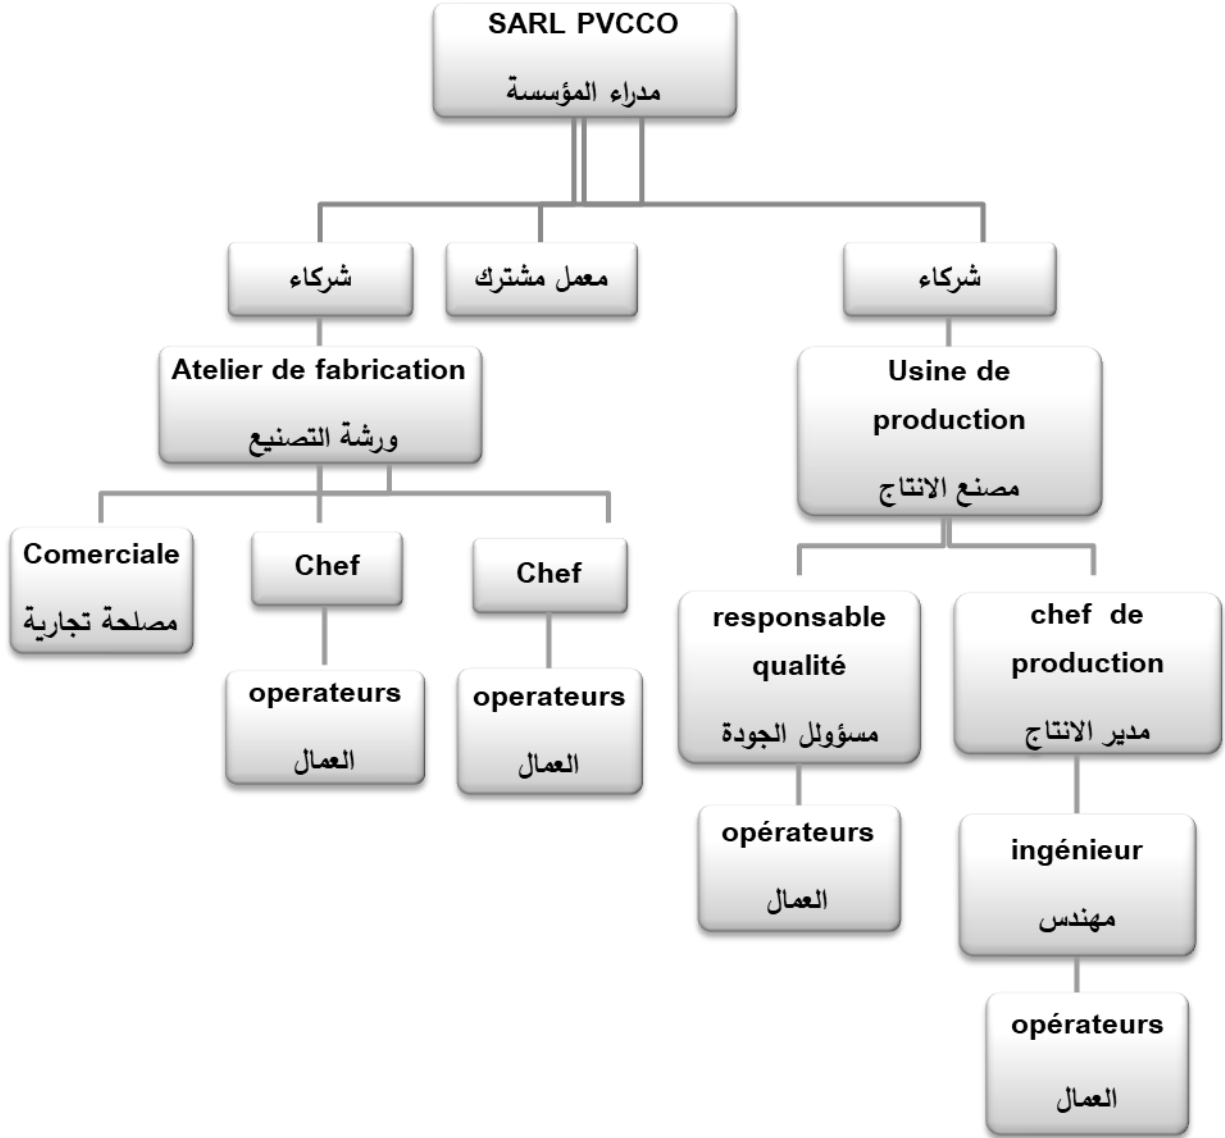 SARL PVCCO
مدراء المؤسسة
شركاء
معمل مشترك
شركاء
Atelier de fabrication
ورشة التصنيع
Usine de
production
مصنع الانتاج
Comerciale
مصلحة تجارية
Chef
Chef
operateurs
العمال
operateurs
العمال
responsable
qualité
مسؤولل الجودة
chef de
production
مدير الانتاج
opérateurs
العمال
ingénieur
مهندس
opérateurs
العمال